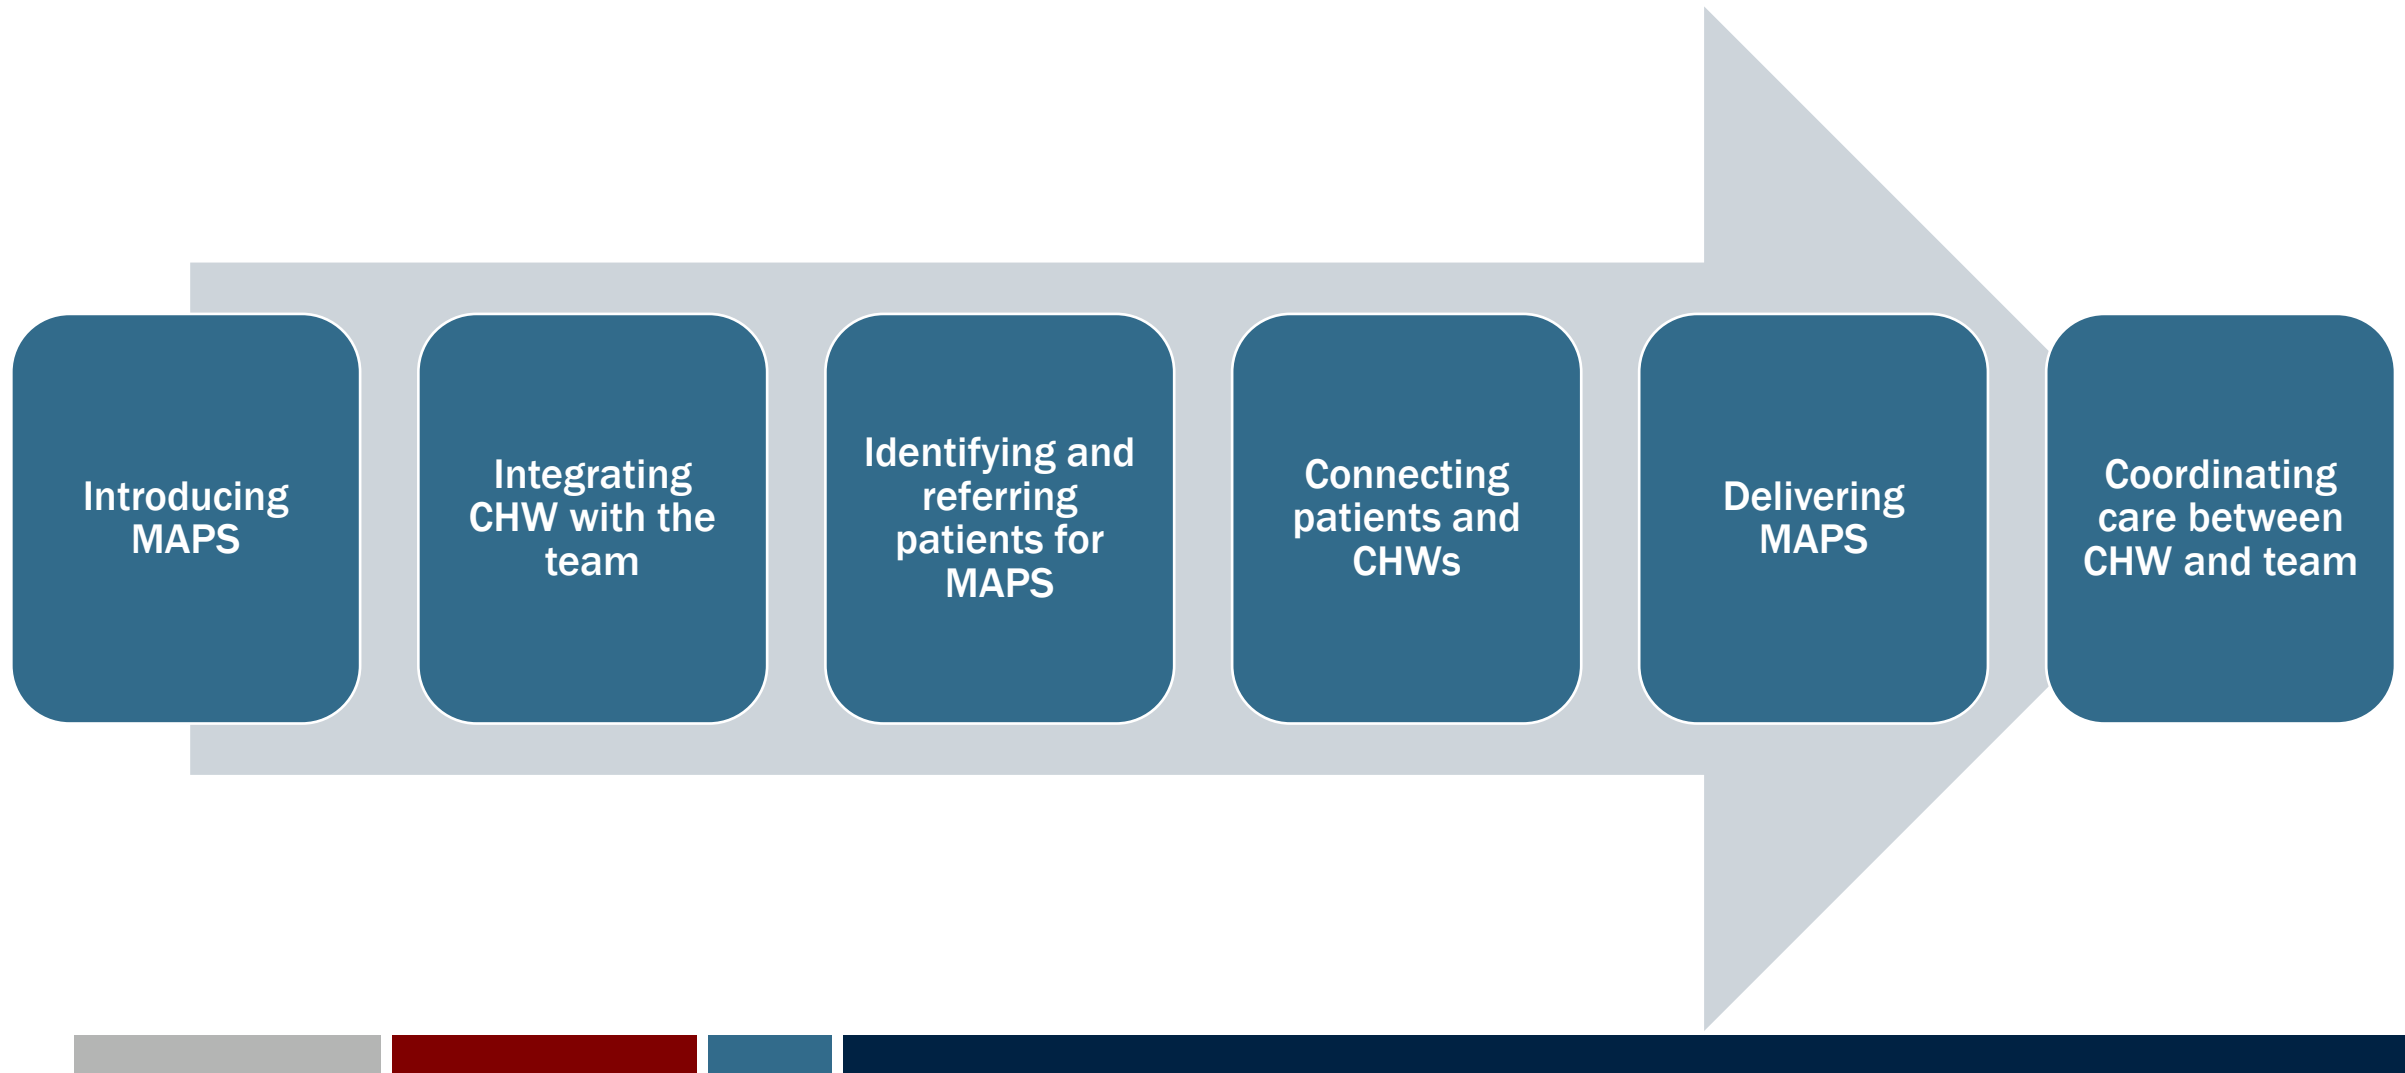 Introducing
MAPS
Integrating
CHW with the
team
Identifying and
referring
patients for
MAPS
Connecting
patients and
CHWs
Delivering
MAPS
Coordinating
care between
CHW and team